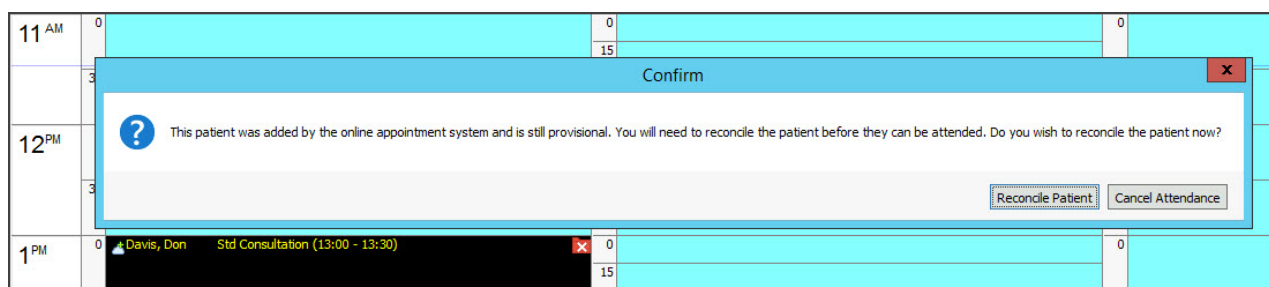 11 AM
0
0
0
15
3
Confirm
x
This patient was added by the online appointment system and is still provisional. You will need to reconcile the patient before they can be attended. Do you wish to reconcile the patient now?
12 PM
3
Reconcile Patient
Cancel Attendance
1 PM
0
Davis, Don Std Consultation (13:00 - 13:30)
0
0
15